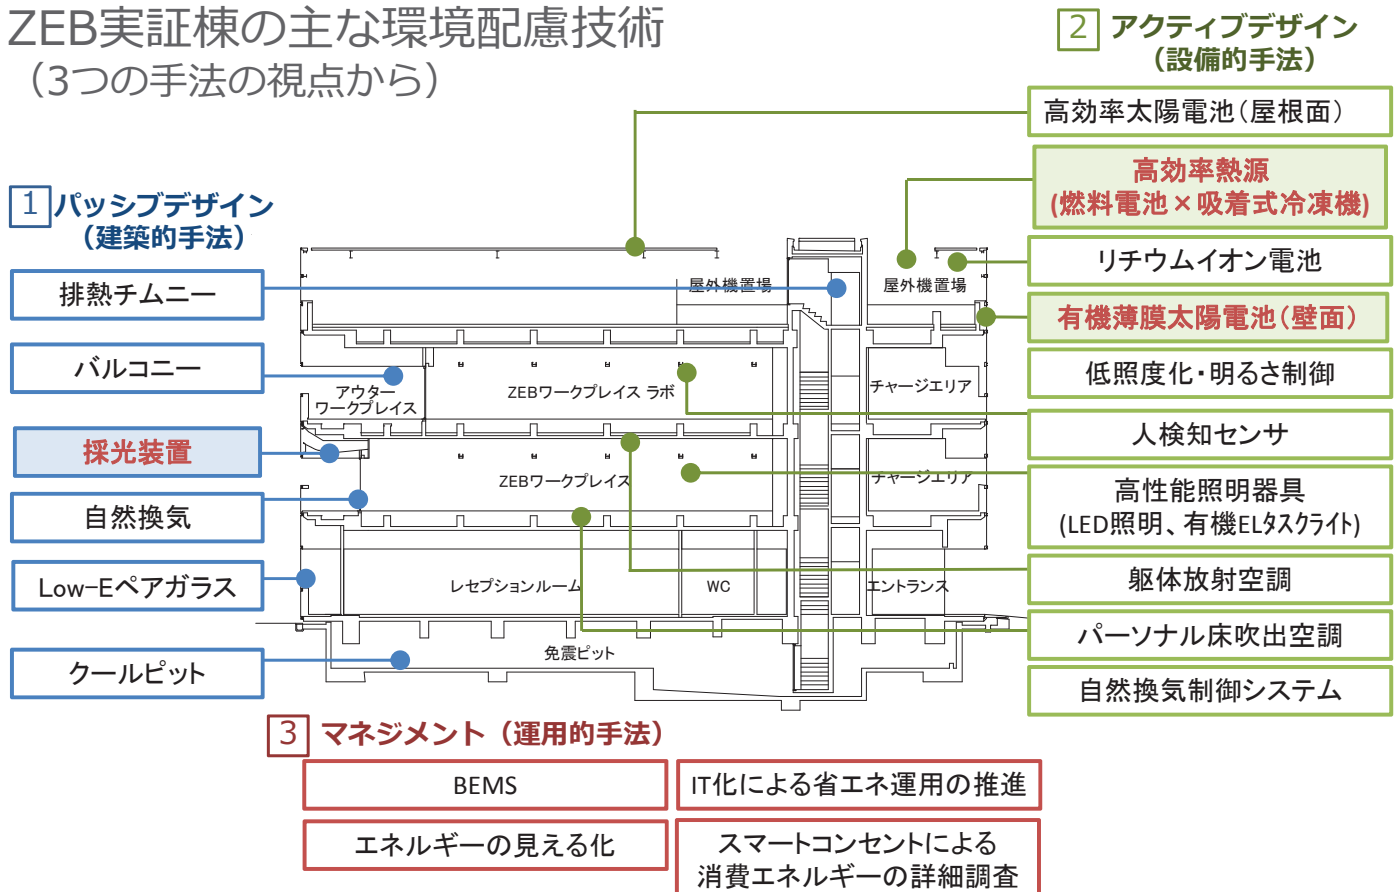 ZEB実証棟の主な環境配慮技術
（3つの手法の視点から）
1 パッシブデザイン
（建築的手法）
排熱チムニー
バルコニー
採光装置
自然換気
Low-Eペアガラス
クールピット
2 アクティブデザイン
（設備的手法）
高効率太陽電池（屋根面）
高効率熱源
(燃料電池×吸着式冷凍機)
リチウムイオン電池
有機薄膜太陽電池（壁面）
低照度化・明るさ制御
人検知センサ
高性能照明器具
(LED照明、有機ELタスクライト)
躯体放射空調
パーソナル床吹出空調
自然換気制御システム
屋外機置場
屋外機置場
アウター
ワークプレイス
ZEBワークプレイス ラボ
チャージエリア
ZEBワークプレイス
チャージエリア
レセプションルーム
WC
エントランス
免震ピット
3 マネジメント（運用的手法）
BEMS
IT化による省エネ運用の推進
エネルギーの見える化
スマートコンセントによる
消費エネルギーの詳細調査